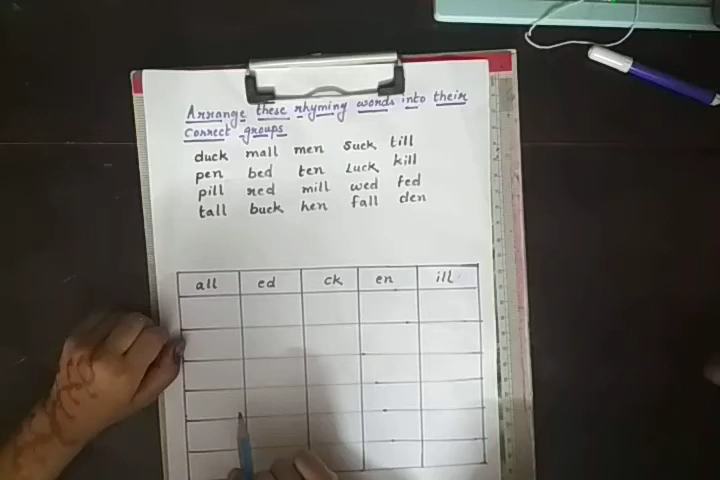 Arrange these rhyming words into their
correct groups
duck mall men suck till
pen bed ten Luck kill
pill red mill wed fed
tall buck hen fall den
all ed ck en ill